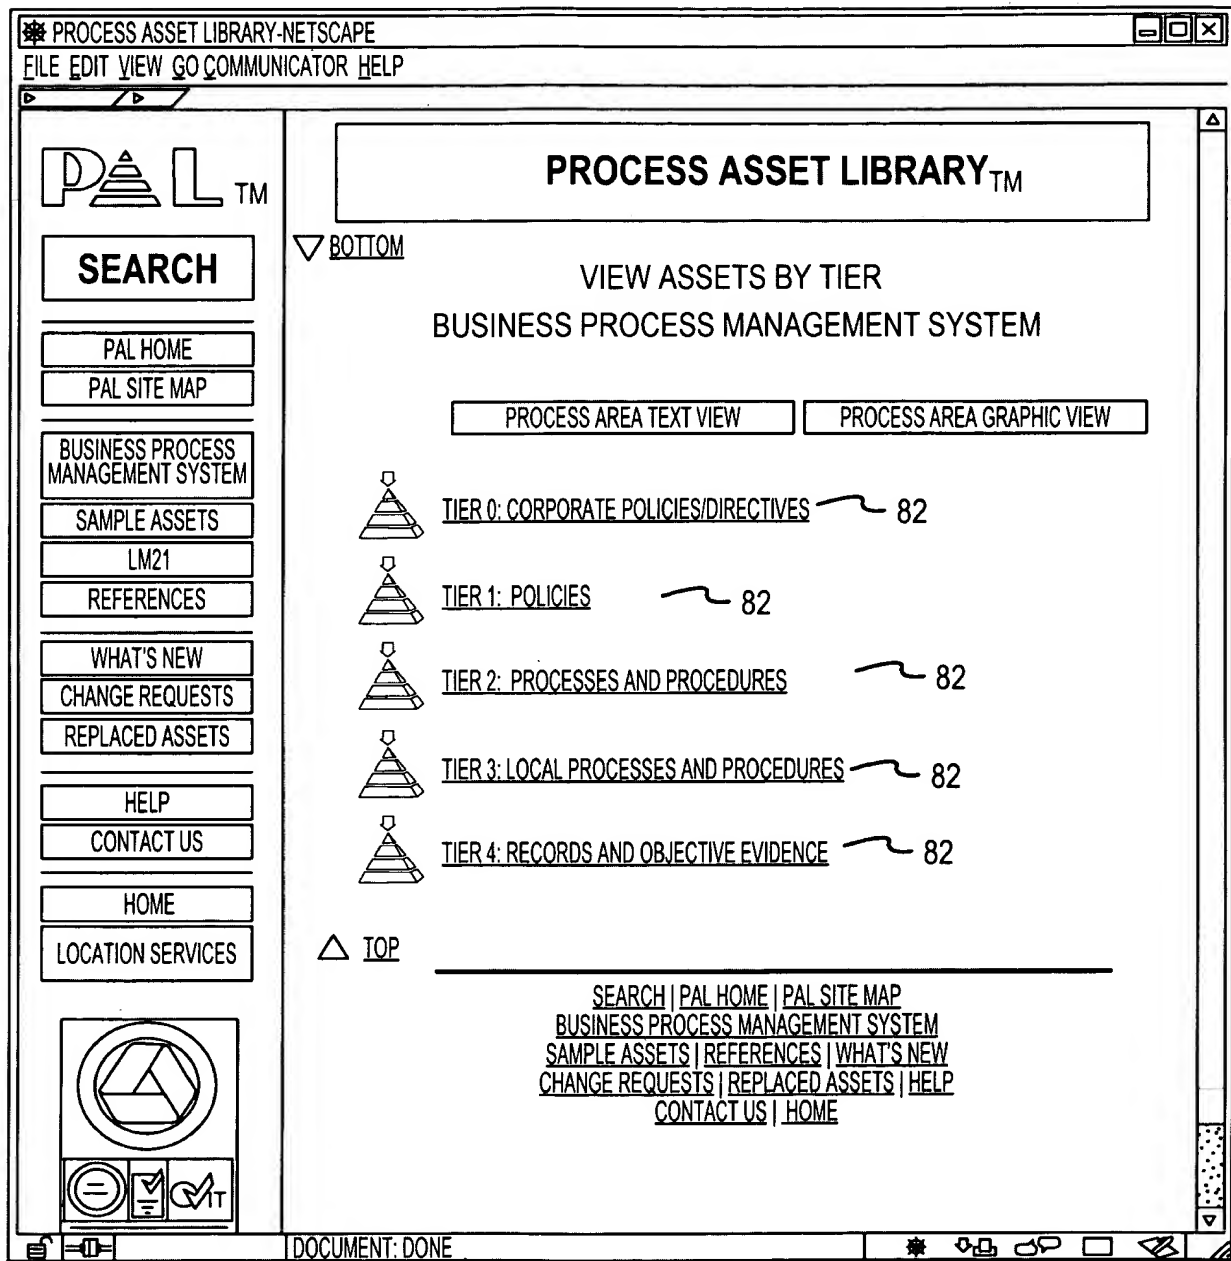 PROCESS ASSET LIBRARY-NETSCAPE
FILE EDIT VIEW GO COMMUNICATOR HELP
PAL TM
SEARCH
PAL HOME
PAL SITE MAP
BUSINESS PROCESS
MANAGEMENT SYSTEM
SAMPLE ASSETS
LM21
REFERENCES
WHAT'S NEW
CHANGE REQUESTS
REPLACED ASSETS
HELP
CONTACT US
HOME
LOCATION SERVICES
IT
PROCESS ASSET LIBRARY TM
BOTTOM
VIEW ASSETS BY TIER
BUSINESS PROCESS MANAGEMENT SYSTEM
PROCESS AREA TEXT VIEW PROCESS AREA GRAPHIC VIEW
TIER 0: CORPORATE POLICIES/DIRECTIVES 82
TIER 1: POLICIES 82
TIER 2: PROCESSES AND PROCEDURES 82
TIER 3: LOCAL PROCESSES AND PROCEDURES 82
TIER 4: RECORDS AND OBJECTIVE EVIDENCE 82
TOP
SEARCH | PAL HOME | PAL SITE MAP
BUSINESS PROCESS MANAGEMENT SYSTEM
SAMPLE ASSETS | REFERENCES | WHAT'S NEW
CHANGE REQUESTS | REPLACED ASSETS | HELP
CONTACT US | HOME
DOCUMENT: DONE